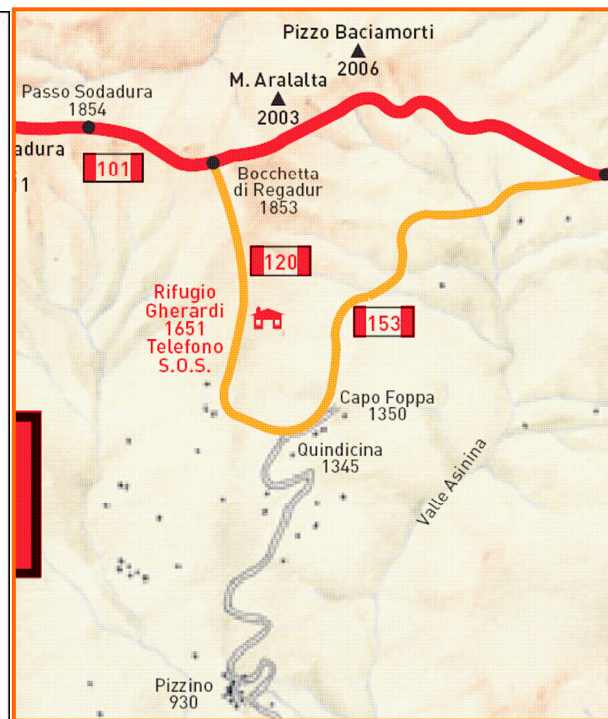 Pizzo Baciamorti
2006
M. Aralalta
2003
Passo Sodadura
1854
adura
1
101
Bocchetta
di Regadur
1853
120
Rifugio
Gherardi
1651
Telefono
S.O.S.
153
Capo Foppa
1350
Quindicina
1345
Valle Asinina
Pizzino
930